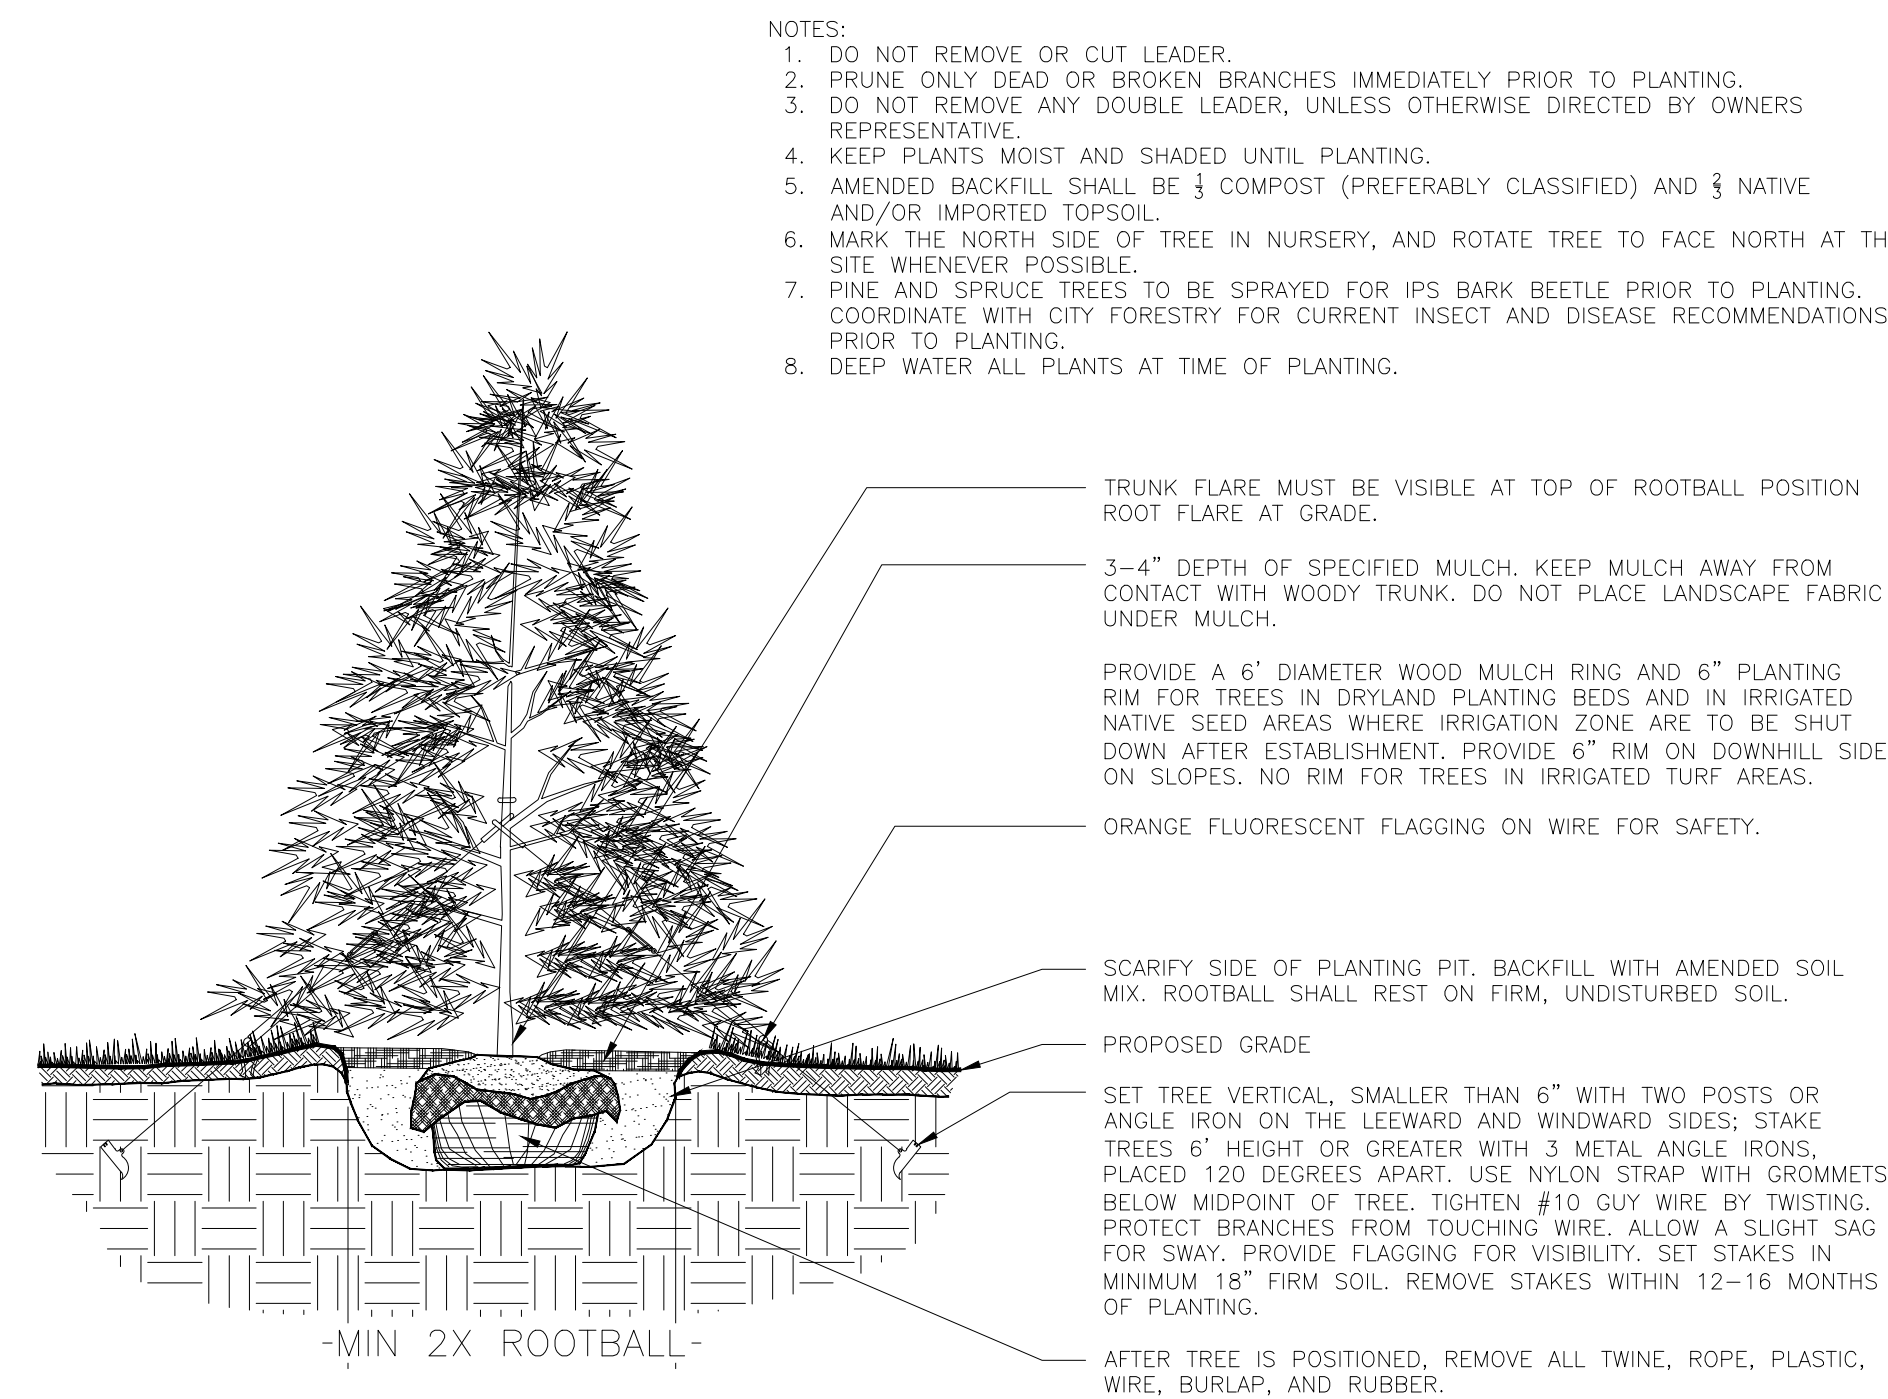 NOTES:
1. DO NOT REMOVE OR CUT LEADER.
2. PRUNE ONLY DEAD OR BROKEN BRANCHES IMMEDIATELY PRIOR TO PLANTING.
3. DO NOT REMOVE ANY DOUBLE LEADER, UNLESS OTHERWISE DIRECTED BY OWNERS
REPRESENTATIVE.
4. KEEP PLANTS MOIST AND SHADED UNTIL PLANTING.
5. AMENDED BACKFILL SHALL BE 1/3 COMPOST (PREFERABLY CLASSIFIED) AND 2/3 NATIVE
AND/OR IMPORTED TOPSOIL.
6. MARK THE NORTH SIDE OF TREE IN NURSERY, AND ROTATE TREE TO FACE NORTH AT TH
SITE WHENEVER POSSIBLE.
7. PINE AND SPRUCE TREES TO BE SPRAYED FOR IPS BARK BEETLE PRIOR TO PLANTING.
COORDINATE WITH CITY FORESTRY FOR CURRENT INSECT AND DISEASE RECOMMENDATIONS
PRIOR TO PLANTING.
8. DEEP WATER ALL PLANTS AT TIME OF PLANTING.
TRUNK FLARE MUST BE VISIBLE AT TOP OF ROOTBALL POSITION
ROOT FLARE AT GRADE.
3-4" DEPTH OF SPECIFIED MULCH. KEEP MULCH AWAY FROM
CONTACT WITH WOODY TRUNK. DO NOT PLACE LANDSCAPE FABRIC
UNDER MULCH.
PROVIDE A 6' DIAMETER WOOD MULCH RING AND 6" PLANTING
RIM FOR TREES IN DRYLAND PLANTING BEDS AND IN IRRIGATED
NATIVE SEED AREAS WHERE IRRIGATION ZONE ARE TO BE SHUT
DOWN AFTER ESTABLISHMENT. PROVIDE 6" RIM ON DOWNHILL SIDE
ON SLOPES. NO RIM FOR TREES IN IRRIGATED TURF AREAS.
ORANGE FLUORESCENT FLAGGING ON WIRE FOR SAFETY.
SCARIFY SIDE OF PLANTING PIT. BACKFILL WITH AMENDED SOIL
MIX. ROOTBALL SHALL REST ON FIRM, UNDISTURBED SOIL.
PROPOSED GRADE
SET TREE VERTICAL, SMALLER THAN 6" WITH TWO POSTS OR
ANGLE IRON ON THE LEEWARD AND WINDWARD SIDES; STAKE
TREES 6' HEIGHT OR GREATER WITH 3 METAL ANGLE IRONS,
PLACED 120 DEGREES APART. USE NYLON STRAP WITH GROMMETS
BELOW MIDPOINT OF TREE. TIGHTEN #10 GUY WIRE BY TWISTING.
PROTECT BRANCHES FROM TOUCHING WIRE. ALLOW A SLIGHT SAG
FOR SWAY. PROVIDE FLAGGING FOR VISIBILITY. SET STAKES IN
MINIMUM 18" FIRM SOIL. REMOVE STAKES WITHIN 12-16 MONTHS
OF PLANTING.
-MIN 2X ROOTBALL-
AFTER TREE IS POSITIONED, REMOVE ALL TWINE, ROPE, PLASTIC,
WIRE, BURLAP, AND RUBBER.